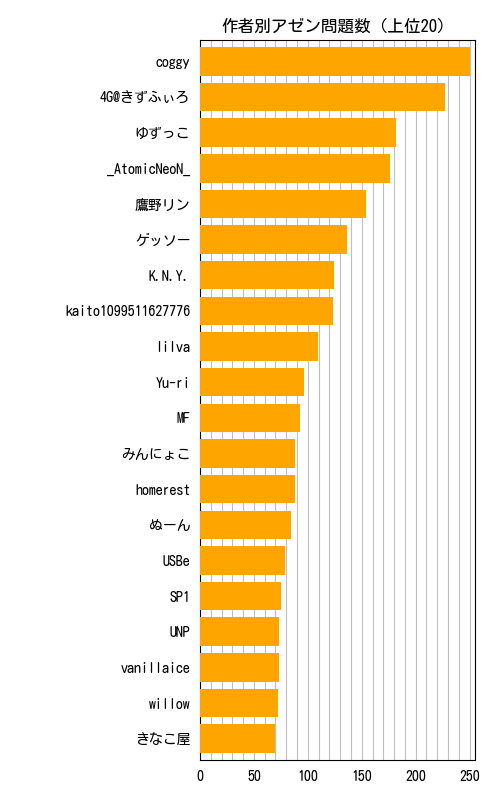 作者別アゼン問題数 (上位20)
coggy
4G@きずふぃろ
ゆずっこ
_AtomicNeoN_
鷹野リン
ゲッソー
K.N.Y.
kaito1099511627776
lilva
Yu-ri
MF
みんにょこ
homerest
ぬーん
USBe
SP1
UNP
vanillaice
willow
きなこ屋
0 50 100 150 200 250